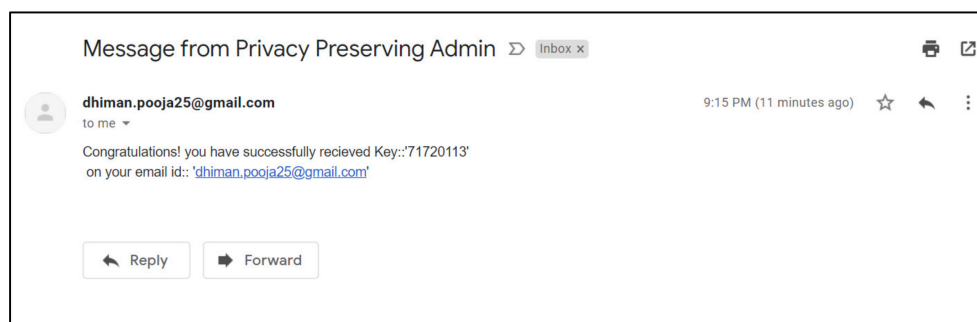 Message from Privacy Preserving Admin Inbox x
dhiman.pooja25@gmail.com 9:15 PM (11 minutes ago)
to me
Congratulations! you have successfully recieved Key::'71720113'
on your email id:: 'dhiman.pooja25@gmail.com'
Reply Forward